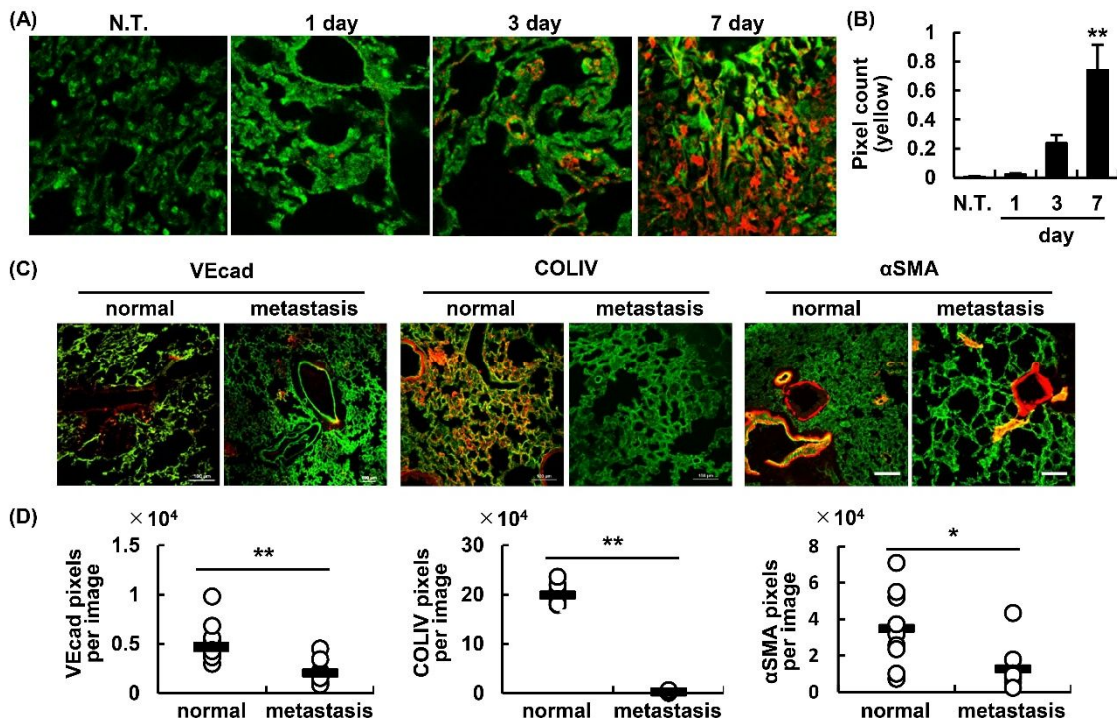 (A)
N.T.
1 day
3 day
7 day
(B)
Pixel count
(yellow)
1
0.8
0.6
0.4
0.2
0
**
N.T. 1 3 7
day
(C)
VEcad
COLIV
αSMA
normal metastasis normal metastasis normal metastasis
(D)
× 10⁴
VEcad pixels
per image
1.5
1
0.5
0
**
normal metastasis
× 10⁴
COLIV pixels
per image
30
20
10
0
**
normal metastasis
× 10⁴
αSMA pixels
per image
8
6
4
2
0
*
normal metastasis